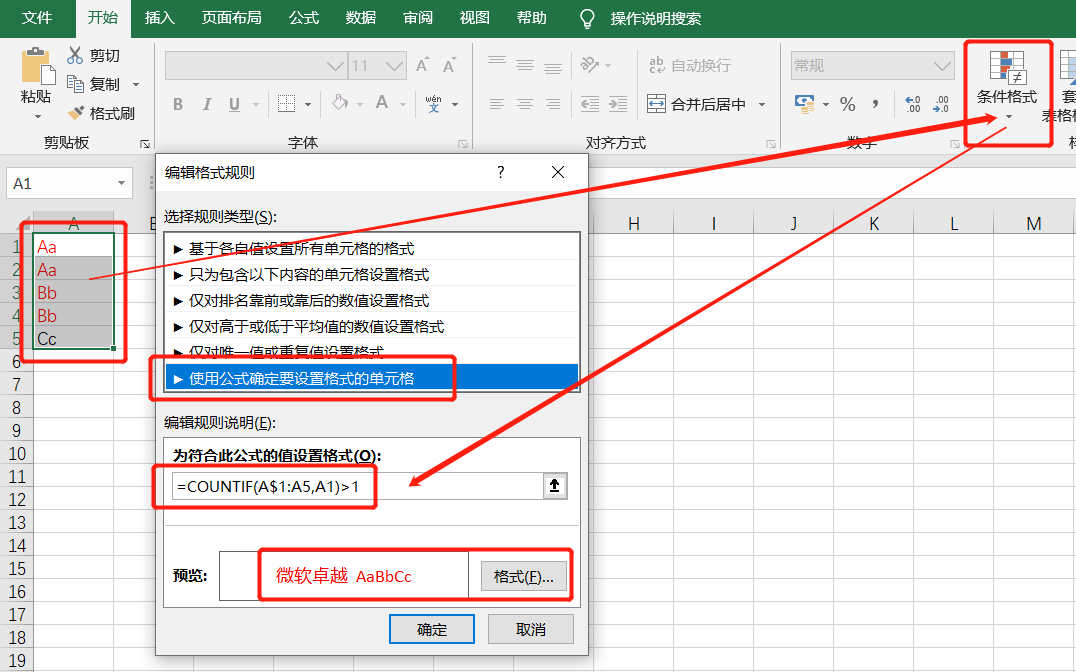 文件 开始 插入 页面布局 公式 数据 审阅 视图 帮助 操作说明搜索
剪切
复制
格式刷
粘贴
剪贴板
11 A A
B I U A wén 文
字体
ab 自动换行
合并后居中
对齐方式
常规
% , .00 .00
数字
条件格式
套
表格格
A1
A H I J K L M
1 Aa
2 Aa
3 Bb
4 Bb
5 Cc
6
7
8
9
10
11
12
13
14
15
16
17
18
19
编辑格式规则 ?
选择规则类型(S):
► 基于各自值设置所有单元格的格式
► 只为包含以下内容的单元格设置格式
► 仅对排名靠前或靠后的数值设置格式
► 仅对高于或低于平均值的数值设置格式
► 仅对唯一值或重复值设置格式
► 使用公式确定要设置格式的单元格
编辑规则说明(E):
为符合此公式的值设置格式(O):
=COUNTIF(A$1:A5,A1)>1
预览: 微软卓越 AaBbCc 格式(F)...
确定 取消